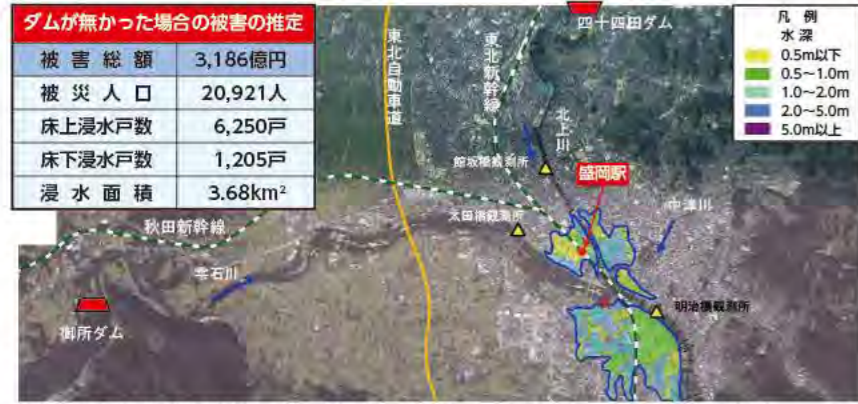 ダムが無かった場合の被害の推定
被害総額 3,186億円
被災人口 20,921人
床上浸水戸数 6,250戸
床下浸水戸数 1,205戸
浸水面積 3.68km²
四十四田ダム
東北自動車道
東北新幹線
北上川
館坂橋観測所
盛岡駅
中津川
太田橋観測所
秋田新幹線
雫石川
明治橋観測所
御所ダム
凡例
水深
0.5m以下
0.5～1.0m
1.0～2.0m
2.0～5.0m
5.0m以上